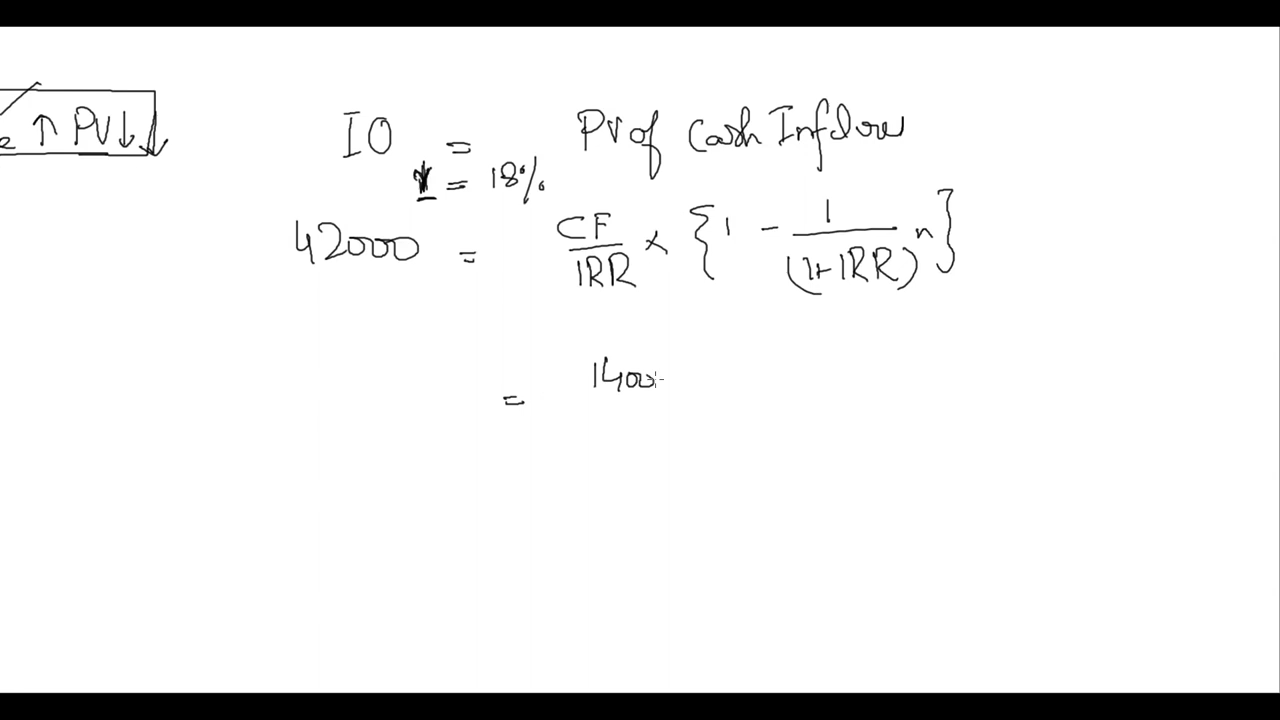 e ↑ PV↓↓
IO = PV of Cash Inflow
= 18%
42000 = CF/IRR × {1 - 1/(1+IRR)^n}
= 1400